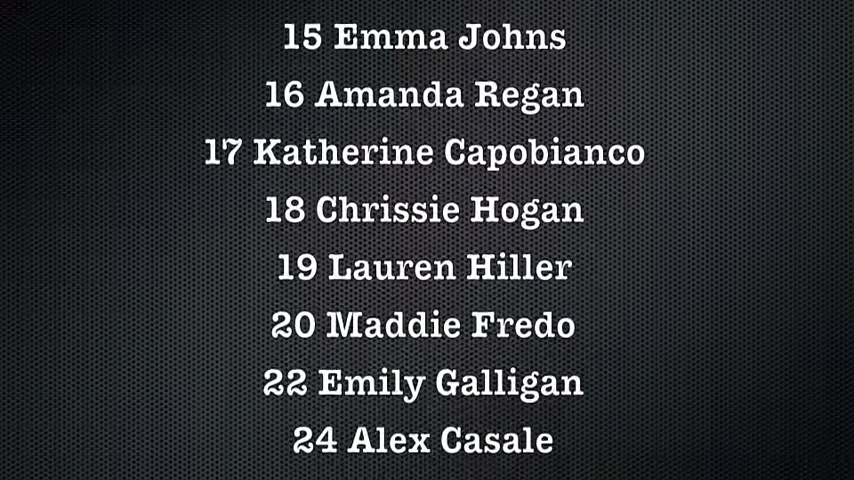 15 Emma Johns
16 Amanda Regan
17 Katherine Capobianco
18 Chrissie Hogan
19 Lauren Hiller
20 Maddie Fredo
22 Emily Galligan
24 Alex Casale